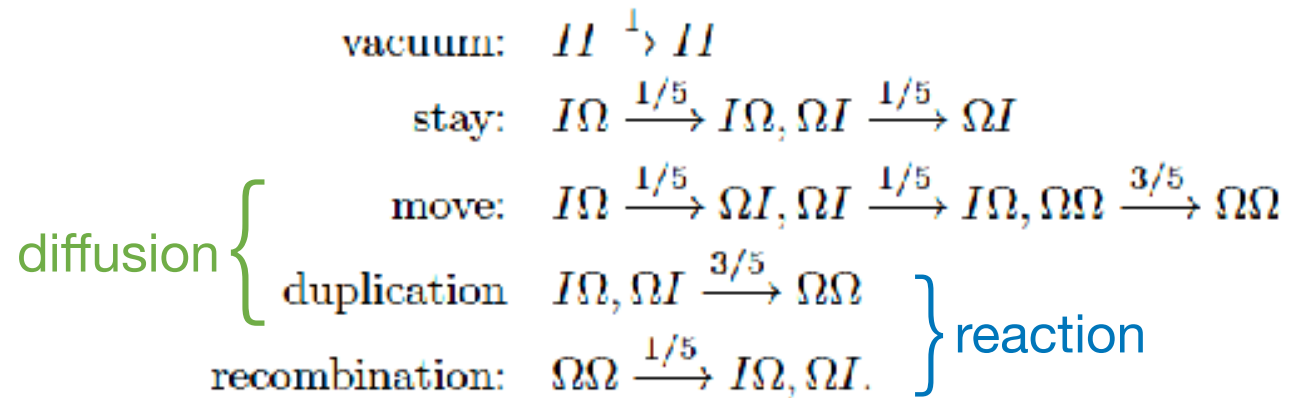 vacuum: II \xrightarrow{1} II
stay: IΩ \xrightarrow{1/5} IΩ, ΩI \xrightarrow{1/5} ΩI
move: IΩ \xrightarrow{1/5} ΩI, ΩI \xrightarrow{1/5} IΩ, ΩΩ \xrightarrow{3/5} ΩΩ
diffusion
duplication IΩ, ΩI \xrightarrow{3/5} ΩΩ
reaction
recombination: ΩΩ \xrightarrow{1/5} IΩ, ΩI.